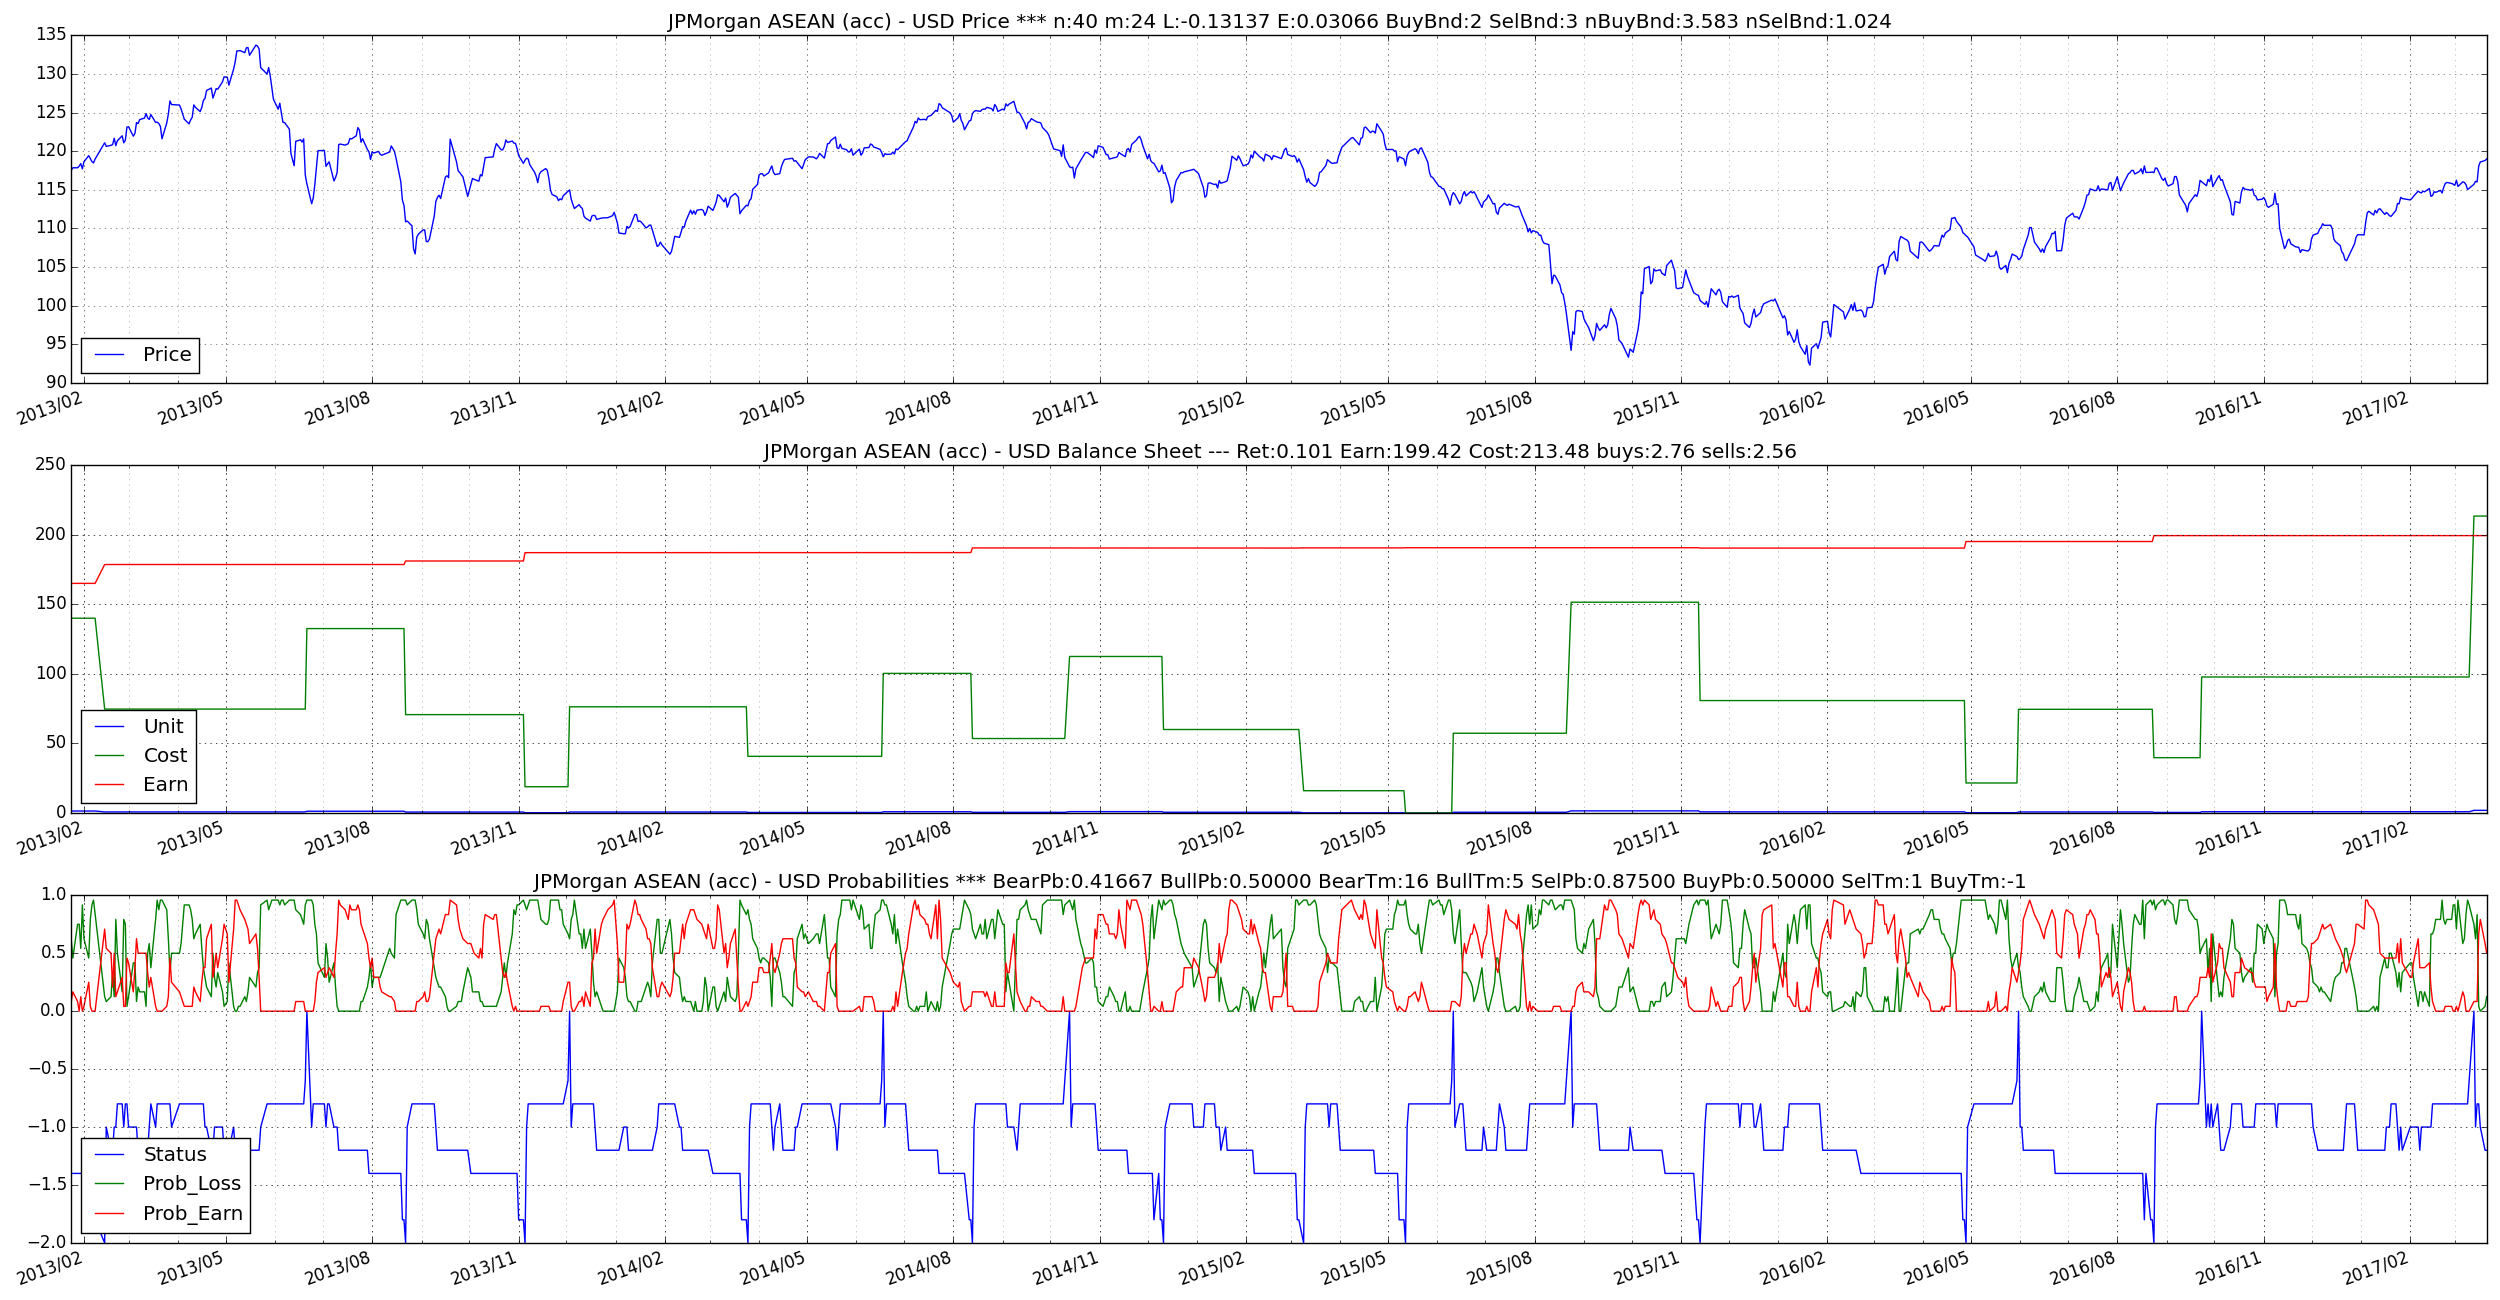 JPMorgan ASEAN (acc) - USD Price *** n:40 m:24 L:-0.13137 E:0.03066 BuyBnd:2 SelBnd:3 nBuyBnd:3.583 nSelBnd:1.024
135
130
125
120
115
110
105
100
95
90
Price
2013/02 2013/05 2013/08 2013/11 2014/02 2014/05 2014/08 2014/11 2015/02 2015/05 2015/08 2015/11 2016/02 2016/05 2016/08 2016/11 2017/02
JPMorgan ASEAN (acc) - USD Balance Sheet --- Ret:0.101 Earn:199.42 Cost:213.48 buys:2.76 sells:2.56
250
200
150
100
50
0
Unit
Cost
Earn
2013/02 2013/05 2013/08 2013/11 2014/02 2014/05 2014/08 2014/11 2015/02 2015/05 2015/08 2015/11 2016/02 2016/05 2016/08 2016/11 2017/02
JPMorgan ASEAN (acc) - USD Probabilities *** BearPb:0.41667 BullPb:0.50000 BearTm:16 BullTm:5 SelPb:0.87500 BuyPb:0.50000 SelTm:1 BuyTm:-1
1.0
0.5
0.0
−0.5
−1.0
−1.5
−2.0
Status
Prob_Loss
Prob_Earn
2013/02 2013/05 2013/08 2013/11 2014/02 2014/05 2014/08 2014/11 2015/02 2015/05 2015/08 2015/11 2016/02 2016/05 2016/08 2016/11 2017/02